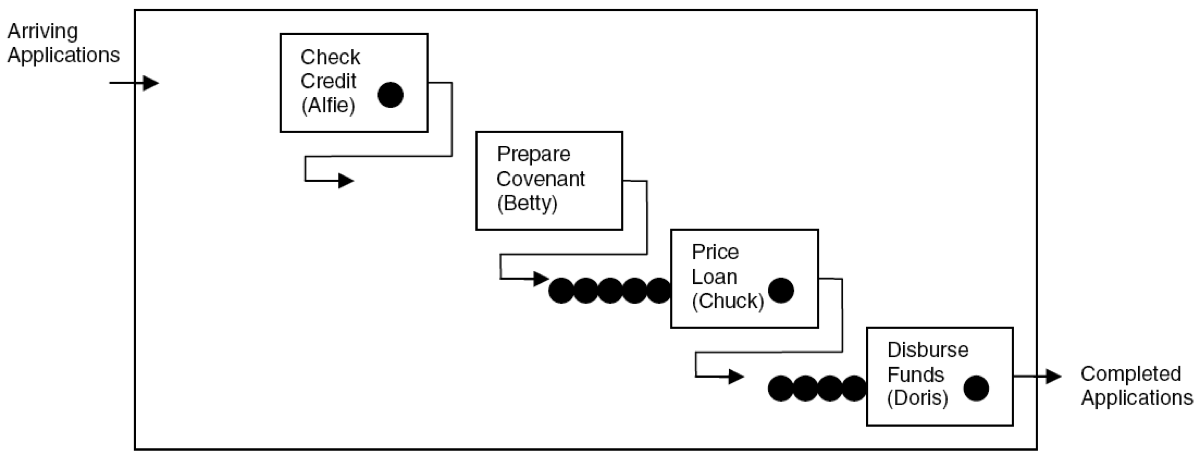 Arriving
Applications
Check
Credit
(Alfie)
Prepare
Covenant
(Betty)
Price
Loan
(Chuck)
Disburse
Funds
(Doris)
Completed
Applications